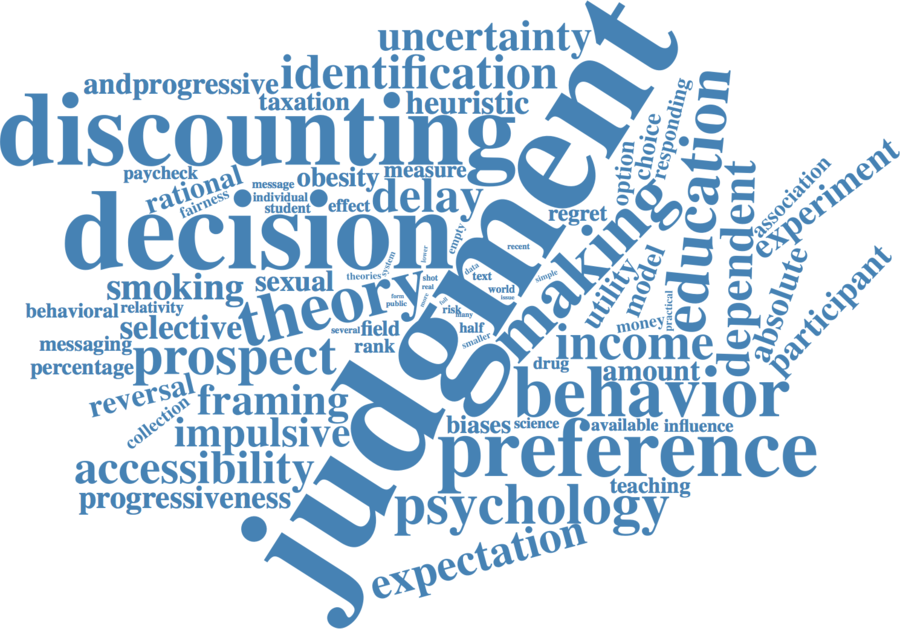 uncertainty
identification
andprogressive
taxation
heuristic
discounting
judgment
paycheck
rational
fairness
message
individual
student
obesity
measure
effect
delay
decision
regret
option
choice
responding
education
making
association
experiment
dependent
absolute
participant
utility
model
practical
money
empty
recent
lower
system
theories
data
text
world
issue
simple
shot
real
form
public
more
full
risk
many
half
smaller
several
field
rank
smoking
sexual
theory
behavioral
relativity
selective
messaging
percentage
prospect
reversal
collection
framing
impulsive
accessibility
progressiveness
income
drug
amount
behavior
biases
science
available
influence
preference
teaching
psychology
expectation